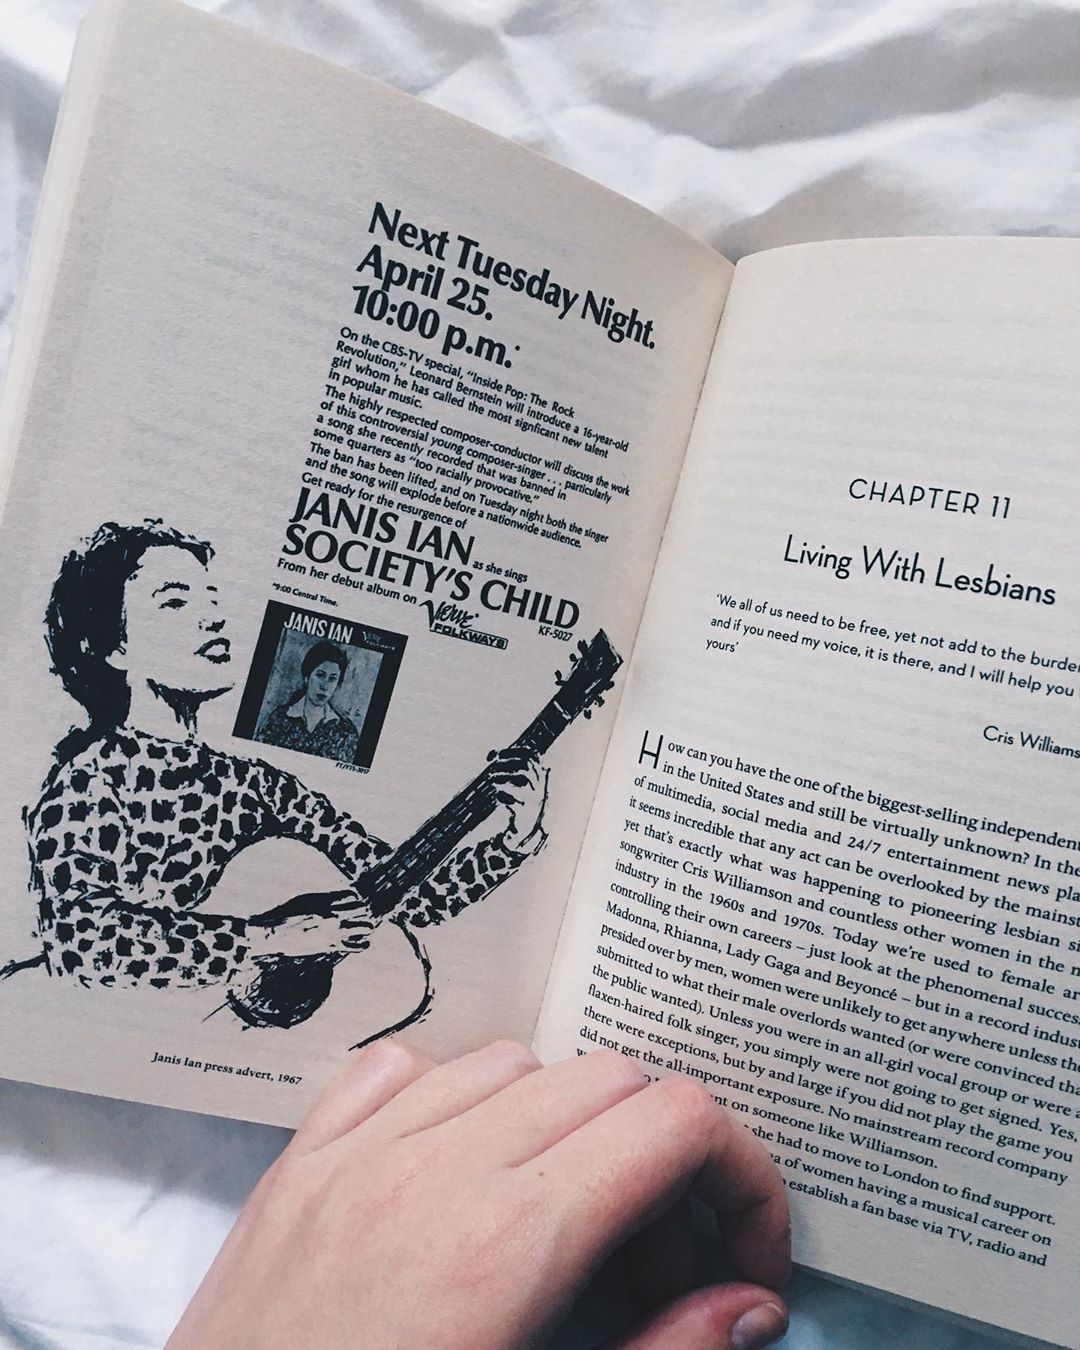 Next Tuesday Night.
April 25.
10:00 p.m.*
On the CBS-TV special, “Inside Pop: The Rock
Revolution,” Leonard Bernstein will introduce a 16-year-old
girl whom he has called the most signficant new talent
in popular music.
The highly respected composer-conductor will discuss the work
of this controversial young composer-singer . . . particularly
a song she recently recorded that was banned in
some quarters as “too racially provocative.”
The ban has been lifted, and on Tuesday night both the singer
and the song will explode before a nationwide audience.
Get ready for the resurgence of
JANIS IAN as she sings
SOCIETY'S CHILD
From her debut album on Verve FOLKWAYS
KF-5027
*9:00 Central Time.
JANIS IAN Verve FOLKWAYS
FT/FTS-3017
Janis Ian press advert, 1967
CHAPTER 11
Living With Lesbians
‘We all of us need to be free, yet not add to the burde
and if you need my voice, it is there, and I will help you
yours’
Cris Williams
How can you have the one of the biggest-selling independent
in the United States and still be virtually unknown? In the
of multimedia, social media and 24/7 entertainment news pla
it seems incredible that any act can be overlooked by the mainst
yet that’s exactly what was happening to pioneering lesbian si
songwriter Cris Williamson and countless other women in the m
industry in the 1960s and 1970s. Today we’re used to female ar
controlling their own careers – just look at the phenomenal succes
Madonna, Rhianna, Lady Gaga and Beyoncé – but in a record indus
presided over by men, women were unlikely to get anywhere unless the
submitted to what their male overlords wanted (or were convinced tha
the public wanted). Unless you were in an all-girl vocal group or were a
flaxen-haired folk singer, you simply were not going to get signed. Yes,
there were exceptions, but by and large if you did not play the game you
did not get the all-important exposure. No mainstream record company
nt on someone like Williamson.
she had to move to London to find support.
a of women having a musical career on
establish a fan base via TV, radio and